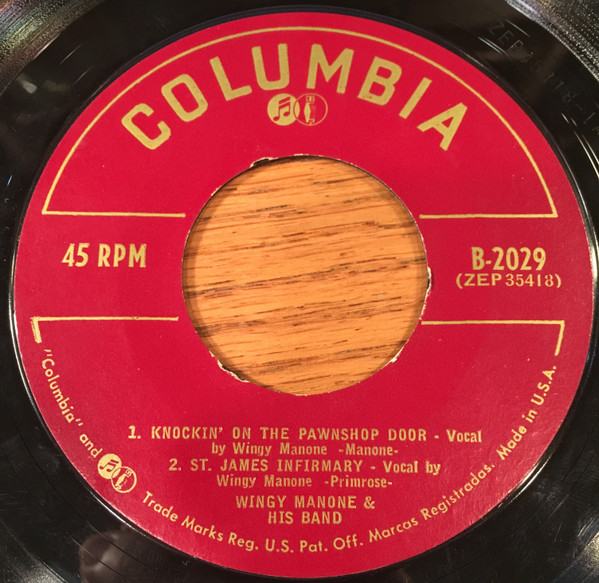 COLUMBIA
45 RPM
B-2029
(ZEP35418)
1. KNOCKIN' ON THE PAWNSHOP DOOR - Vocal
by Wingy Manone -Manone-
2. ST. JAMES INFIRMARY - Vocal by
Wingy Manone -Primrose-
WINGY MANONE &
HIS BAND
"Columbia" and Trade Marks Reg. U.S. Pat. Off. Marcas Registradas. Made in U.S.A.